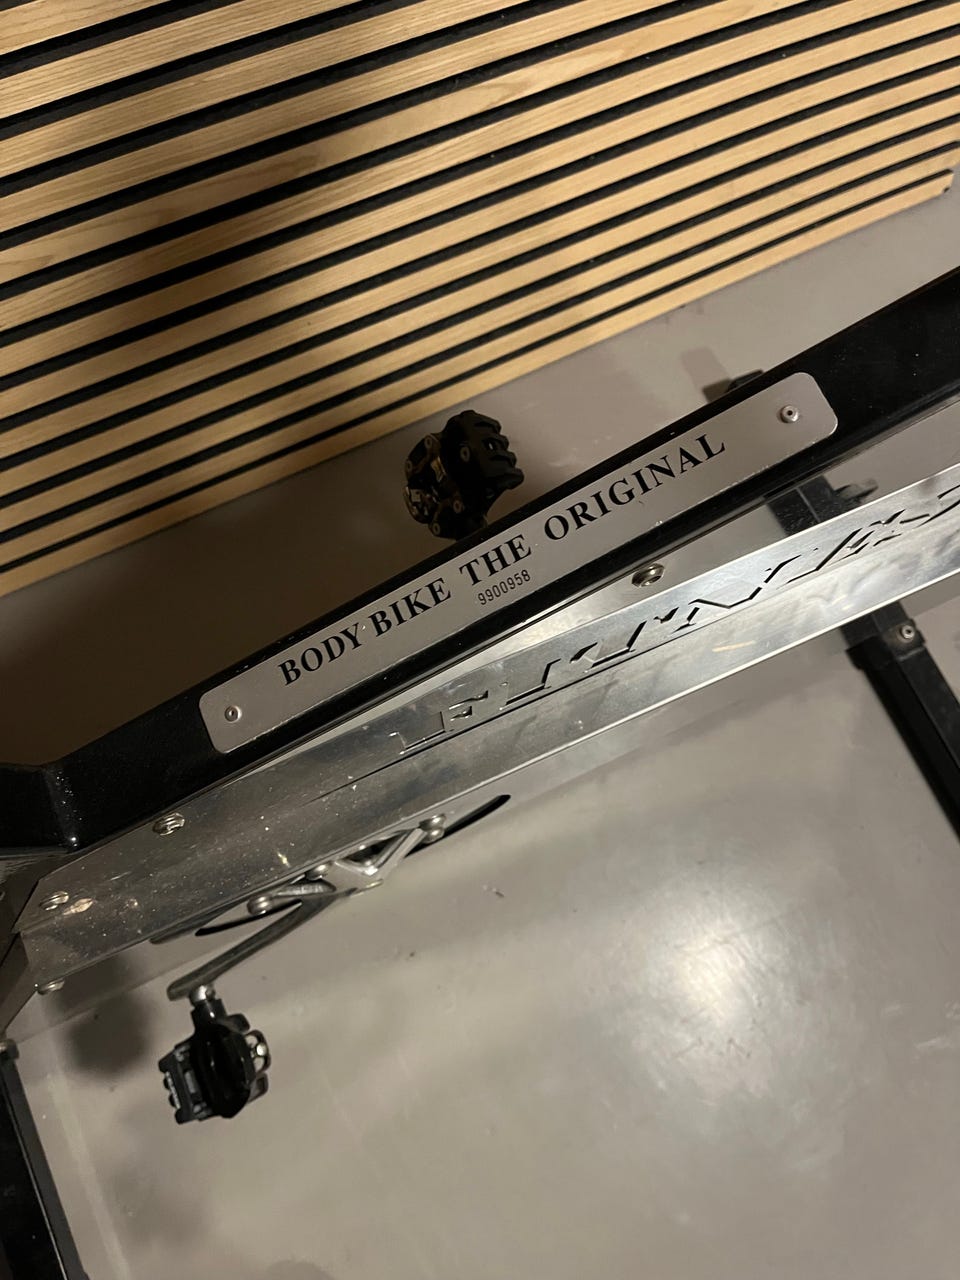 BODY BIKE THE ORIGINAL
9900958